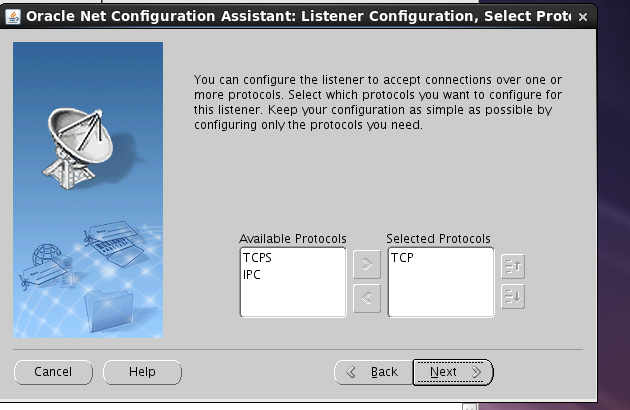 Oracle Net Configuration Assistant: Listener Configuration, Select Proto
You can configure the listener to accept connections over one or
more protocols. Select which protocols you want to configure for
this listener. Keep your configuration as simple as possible by
configuring only the protocols you need.
Available Protocols
Selected Protocols
TCPS
TCP
IPC
Cancel
Help
Back
Next